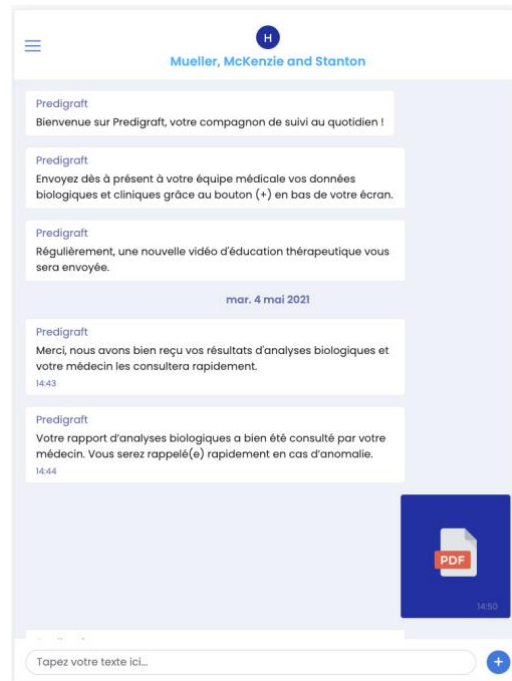 H
Mueller, McKenzie and Stanton
Predigraft
Bienvenue sur Predigraft, votre compagnon de suivi au quotidien !
Predigraft
Envoyez dès à présent à votre équipe médicale vos données
biologiques et cliniques grâce au bouton (+) en bas de votre écran.
Predigraft
Régulièrement, une nouvelle vidéo d'éducation thérapeutique vous
sera envoyée.
mar. 4 mai 2021
Predigraft
Merci, nous avons bien reçu vos résultats d'analyses biologiques et
votre médecin les consultera rapidement.
14:43
Predigraft
Votre rapport d’analyses biologiques a bien été consulté par votre
médecin. Vous serez rappelé(e) rapidement en cas d’anomalie.
14:44
PDF
14:50
Tapez votre texte ici...
+